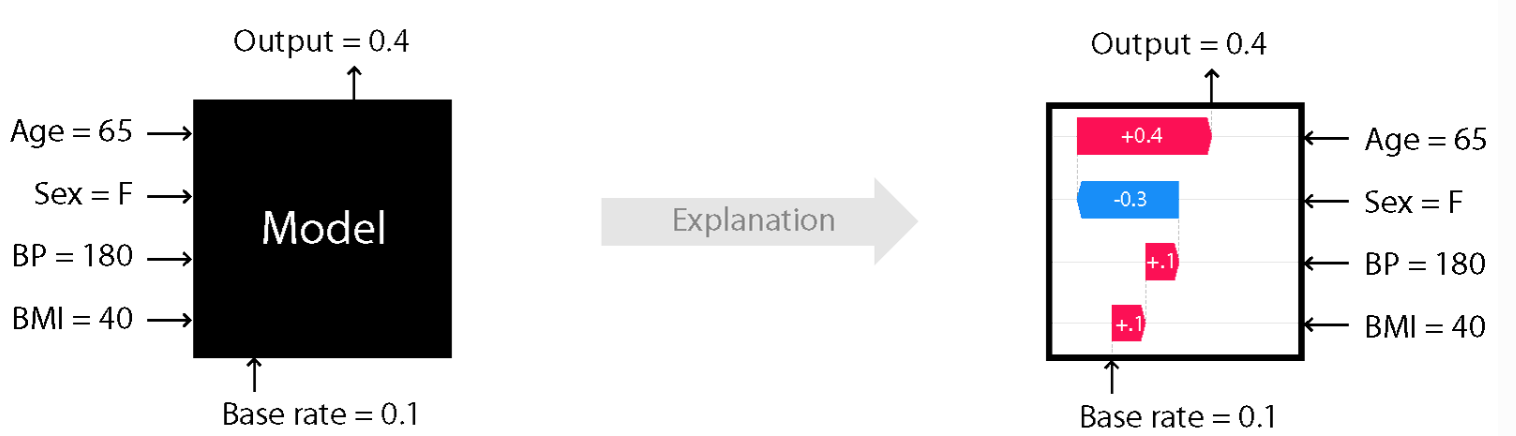 Output = 0.4
Age = 65
Sex = F
BP = 180
BMI = 40
Model
Base rate = 0.1
Explanation
Output = 0.4
+0.4
Age = 65
-0.3
Sex = F
+.1
BP = 180
+.1
BMI = 40
Base rate = 0.1